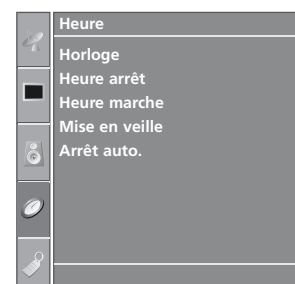 Heure
Horloge
Heure arrêt
Heure marche
Mise en veille
Arrêt auto.